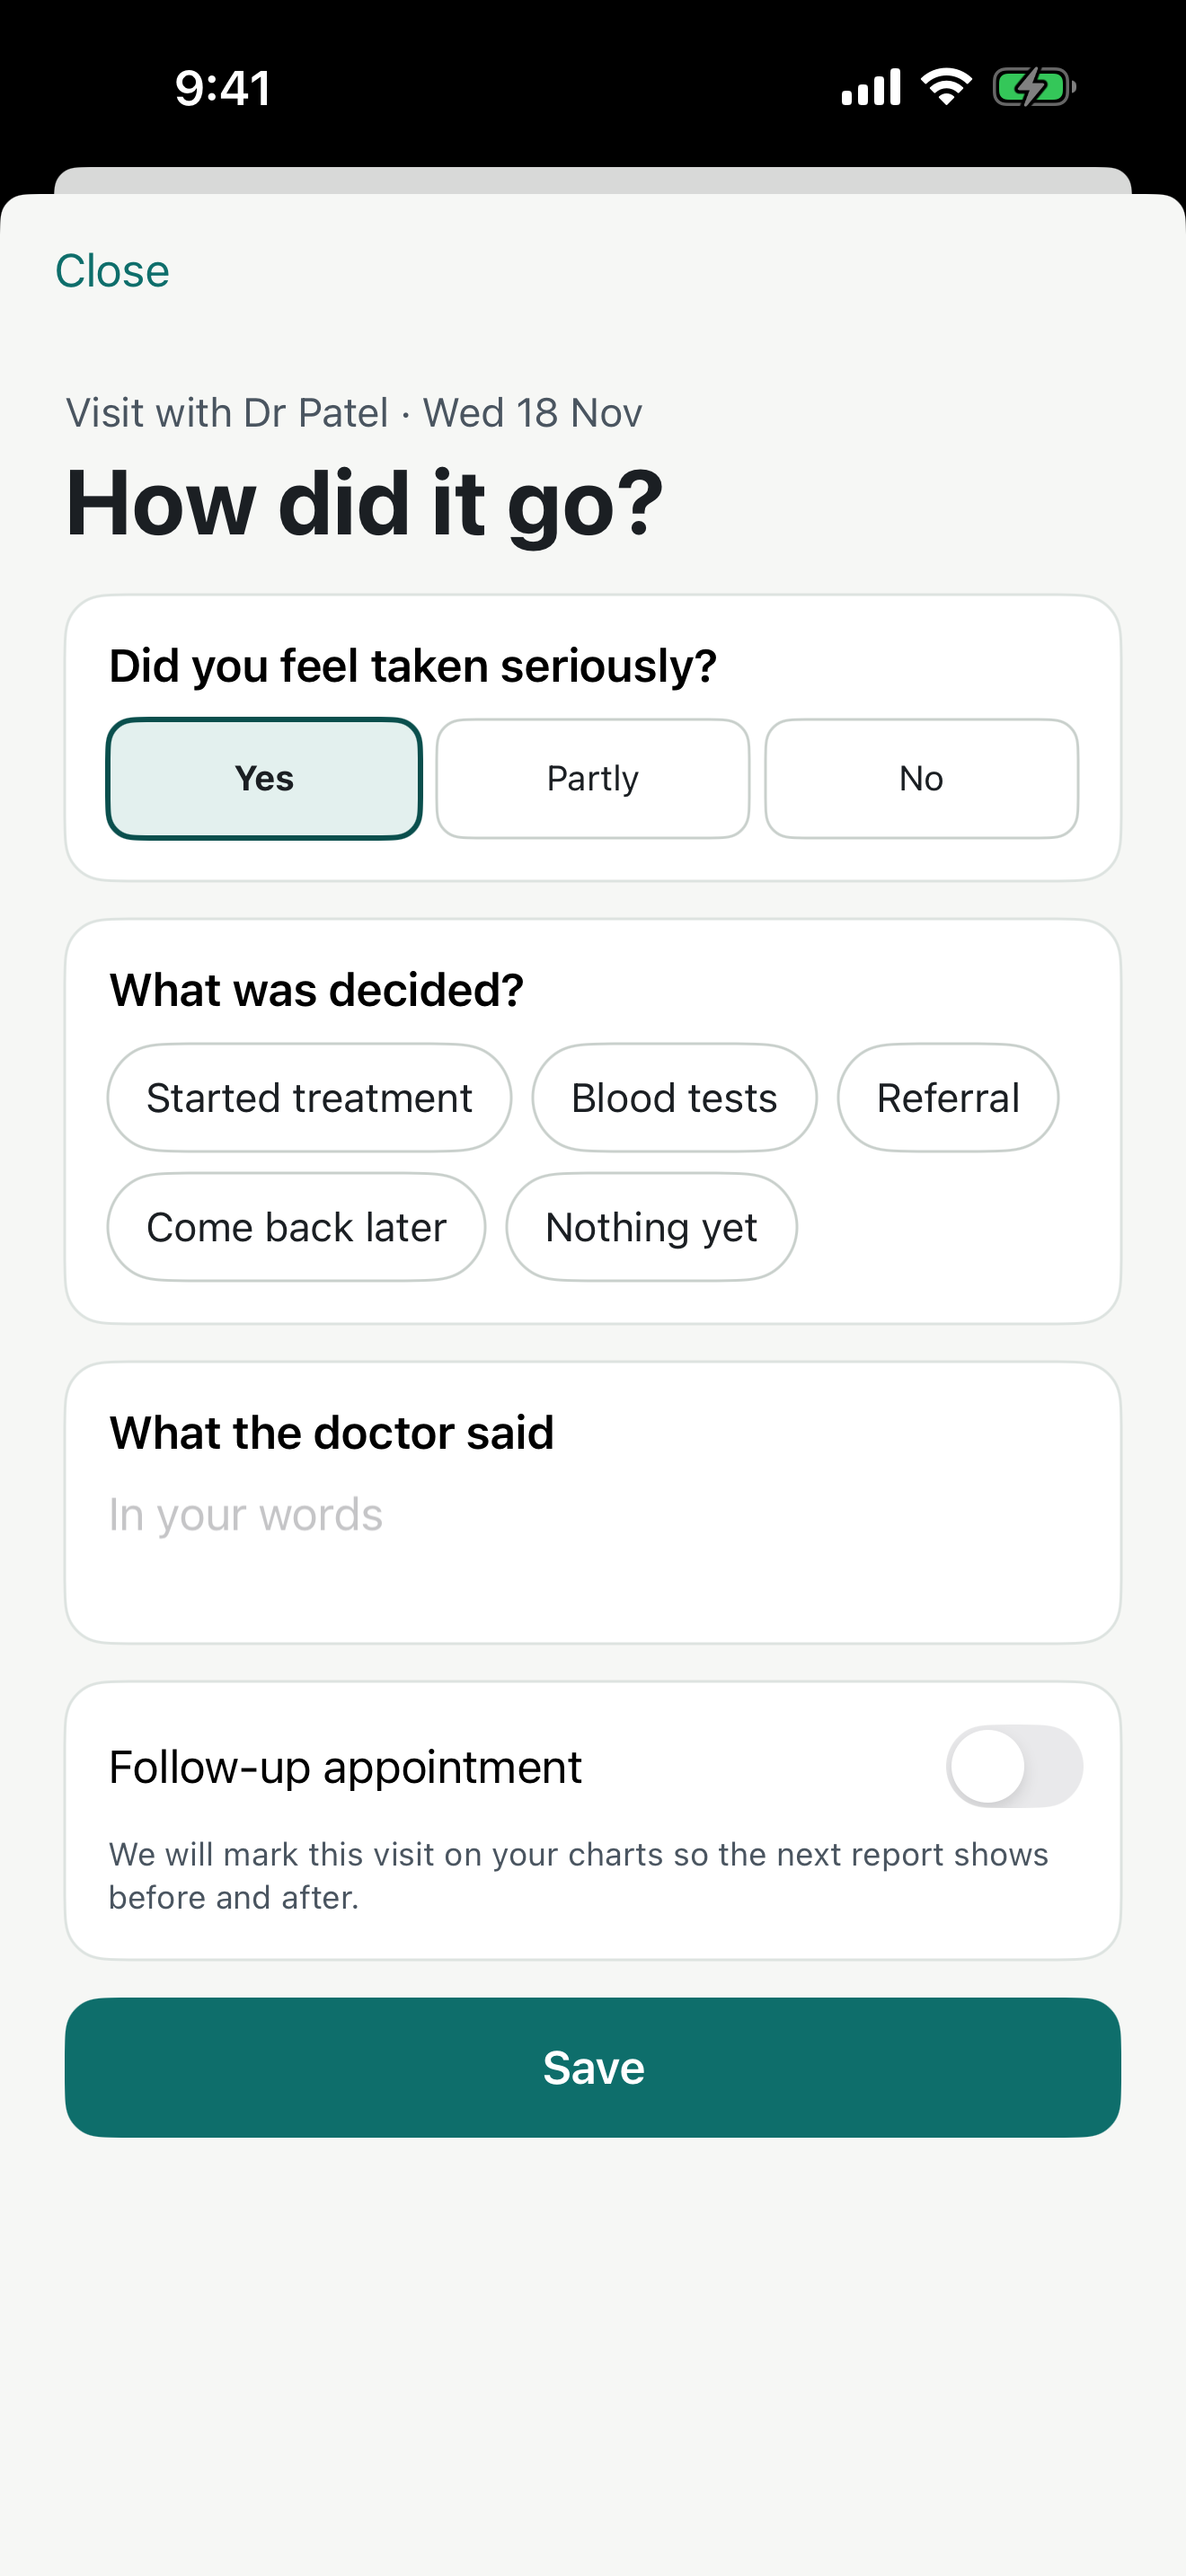 9:41
Close
Visit with Dr Patel · Wed 18 Nov
How did it go?
Did you feel taken seriously?
Yes Partly No
What was decided?
Started treatment Blood tests Referral
Come back later Nothing yet
What the doctor said
In your words
Follow-up appointment
We will mark this visit on your charts so the next report shows
before and after.
Save